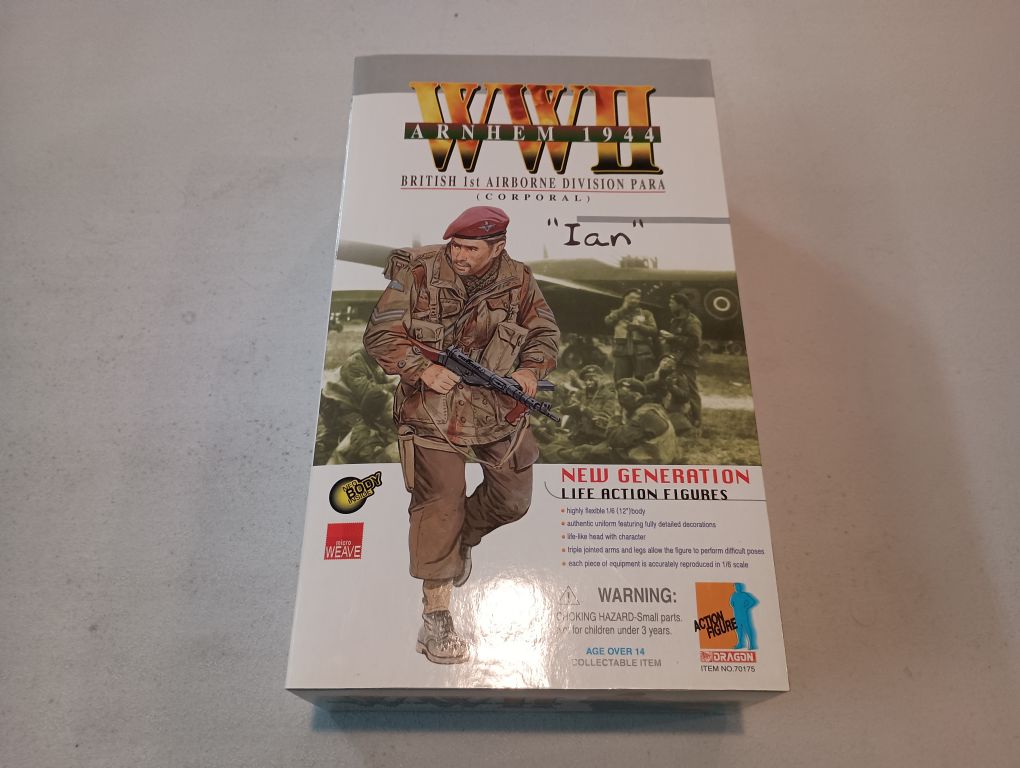 WWII
ARNHEM 1944
BRITISH 1st AIRBORNE DIVISION PARA
(CORPORAL)
"Ian"
NEO
BODY
INSIDE
micro
WEAVE
NEW GENERATION
LIFE ACTION FIGURES
• highly flexible 1/6 (12")body
• authentic uniform featuring fully detailed decorations
• life-like head with character
• triple jointed arms and legs allow the figure to perform difficult poses
• each piece of equipment is accurately reproduced in 1/6 scale
WARNING:
CHOKING HAZARD-Small parts.
for children under 3 years.
AGE OVER 14
COLLECTABLE ITEM
ACTION
FIGURE
DRAGON
ITEM NO.70175